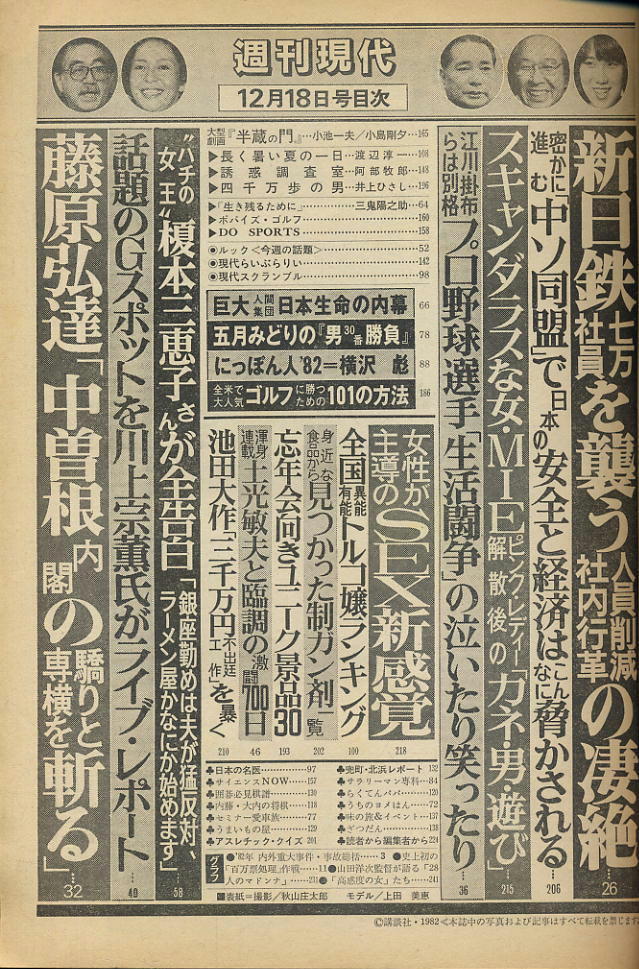 週刊現代
12月18日号目次
新日鉄七万社員を襲う人員削減社内行革の凄絶…26
密かに進む「中ソ同盟」で日本の安全と経済はこんなに脅かされる…206
スキャンダラスな女・MIE ピンク・レディー解散後の「カネ・男・遊び」…215
江川掛布らは別格 プロ野球選手「生活闘争」の泣いたり笑ったり…36
大型劇画『半蔵の門』…小池一夫/小島剛夕…165
▶長く暑い夏の一日…渡辺淳一…108
▶誘惑調査室…阿部牧郎…148
▶四千万歩の男…井上ひさし…196
▶「生き残るために」…三鬼陽之助…64
▶ボバイズ・ゴルフ…160
▶DO SPORTS…158
◉ルック<今週の話題>…52
◉現代らいぶらりい…142
◉現代スクランブル…98
巨大人間集団 日本生命の内幕 66
五月みどりの『男30番勝負』 78
にっぽん人'82=横沢 彪 88
全米で大人気 ゴルフに勝つための101の方法 186
女性が主導のSEX新感覚 218
全国異能有能トルコ嬢ランキング 100
身近な食品から見つかった制ガン剤一覧 202
忘年会向きユニーク景品30 193
渾身連載 土光敏夫と臨調の激闘700日 46
池田大作「三千万円不出廷工作」を暴く 210
♣日本の名医…97
♣サイエンスNOW…157
♣囲碁必見棋譜…130
♣内藤・大内の将棋…118
♣セミナー愛車族…77
♣うまいもの屋…129
♣アスレチック・クイズ 201
♣兜町・北浜レポート 132
♣サラリーマン専科…84
♣らくてんパパ…120
♣うちのヨメはん…72
♣味の旅&イベント…137
♣ざつだん…138
♣読者から編集者から 224
グラフ ◉'82年 内外重大事件・事故総括…3 ◉史上初の
「百万票処理」作戦…11 ◉山田洋次監督が語る「28
人のマドンナ」…231 ◉「高感度の女」たち…241
■表紙=撮影/秋山庄太郎 モデル/上田 美恵
“ハチの女王”榎本三恵子さんが全告白「銀座勤めは夫が猛反対、ラーメン屋かなにか始めます」…58
話題のGスポットを川上宗薫氏がライブ・レポート…40
藤原弘達「中曽根内閣の驕りと専横を斬る」…32
©講談社・1982<本誌中の写真および記事はすべて転載を禁じます